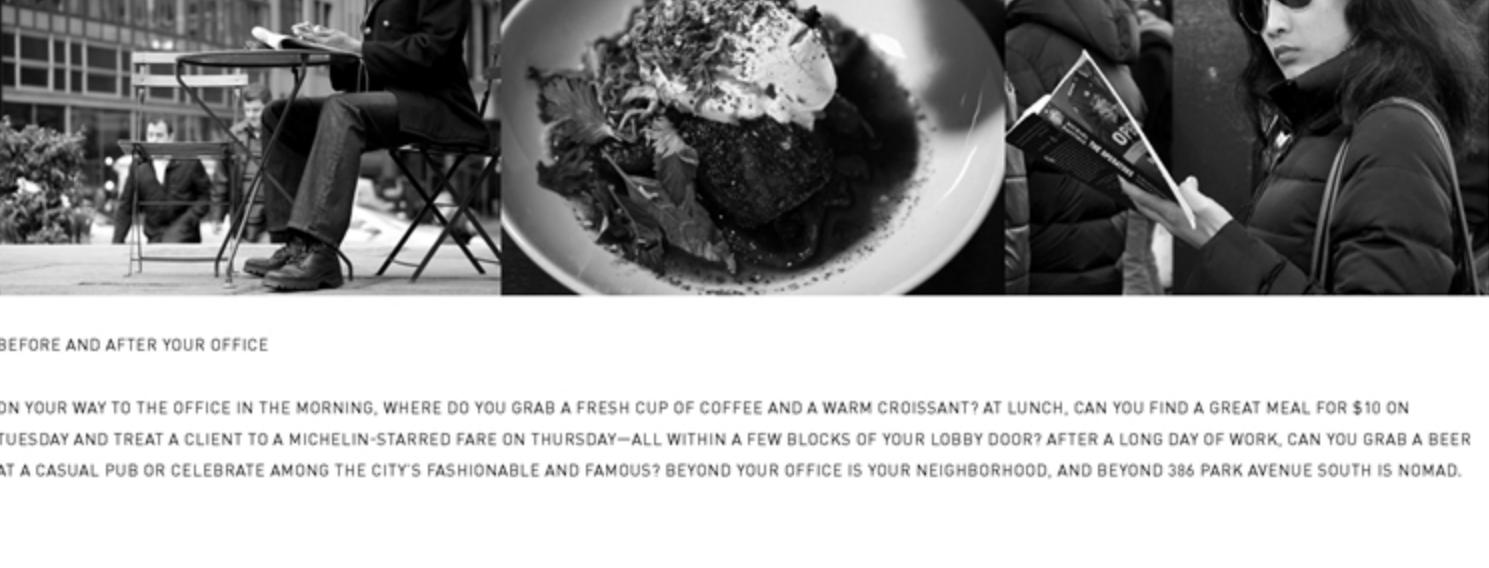 THE OPERATORS
BEFORE AND AFTER YOUR OFFICE
ON YOUR WAY TO THE OFFICE IN THE MORNING, WHERE DO YOU GRAB A FRESH CUP OF COFFEE AND A WARM CROISSANT? AT LUNCH, CAN YOU FIND A GREAT MEAL FOR $10 ON
TUESDAY AND TREAT A CLIENT TO A MICHELIN-STARRED FARE ON THURSDAY—ALL WITHIN A FEW BLOCKS OF YOUR LOBBY DOOR? AFTER A LONG DAY OF WORK, CAN YOU GRAB A BEER
AT A CASUAL PUB OR CELEBRATE AMONG THE CITY'S FASHIONABLE AND FAMOUS? BEYOND YOUR OFFICE IS YOUR NEIGHBORHOOD, AND BEYOND 386 PARK AVENUE SOUTH IS NOMAD.